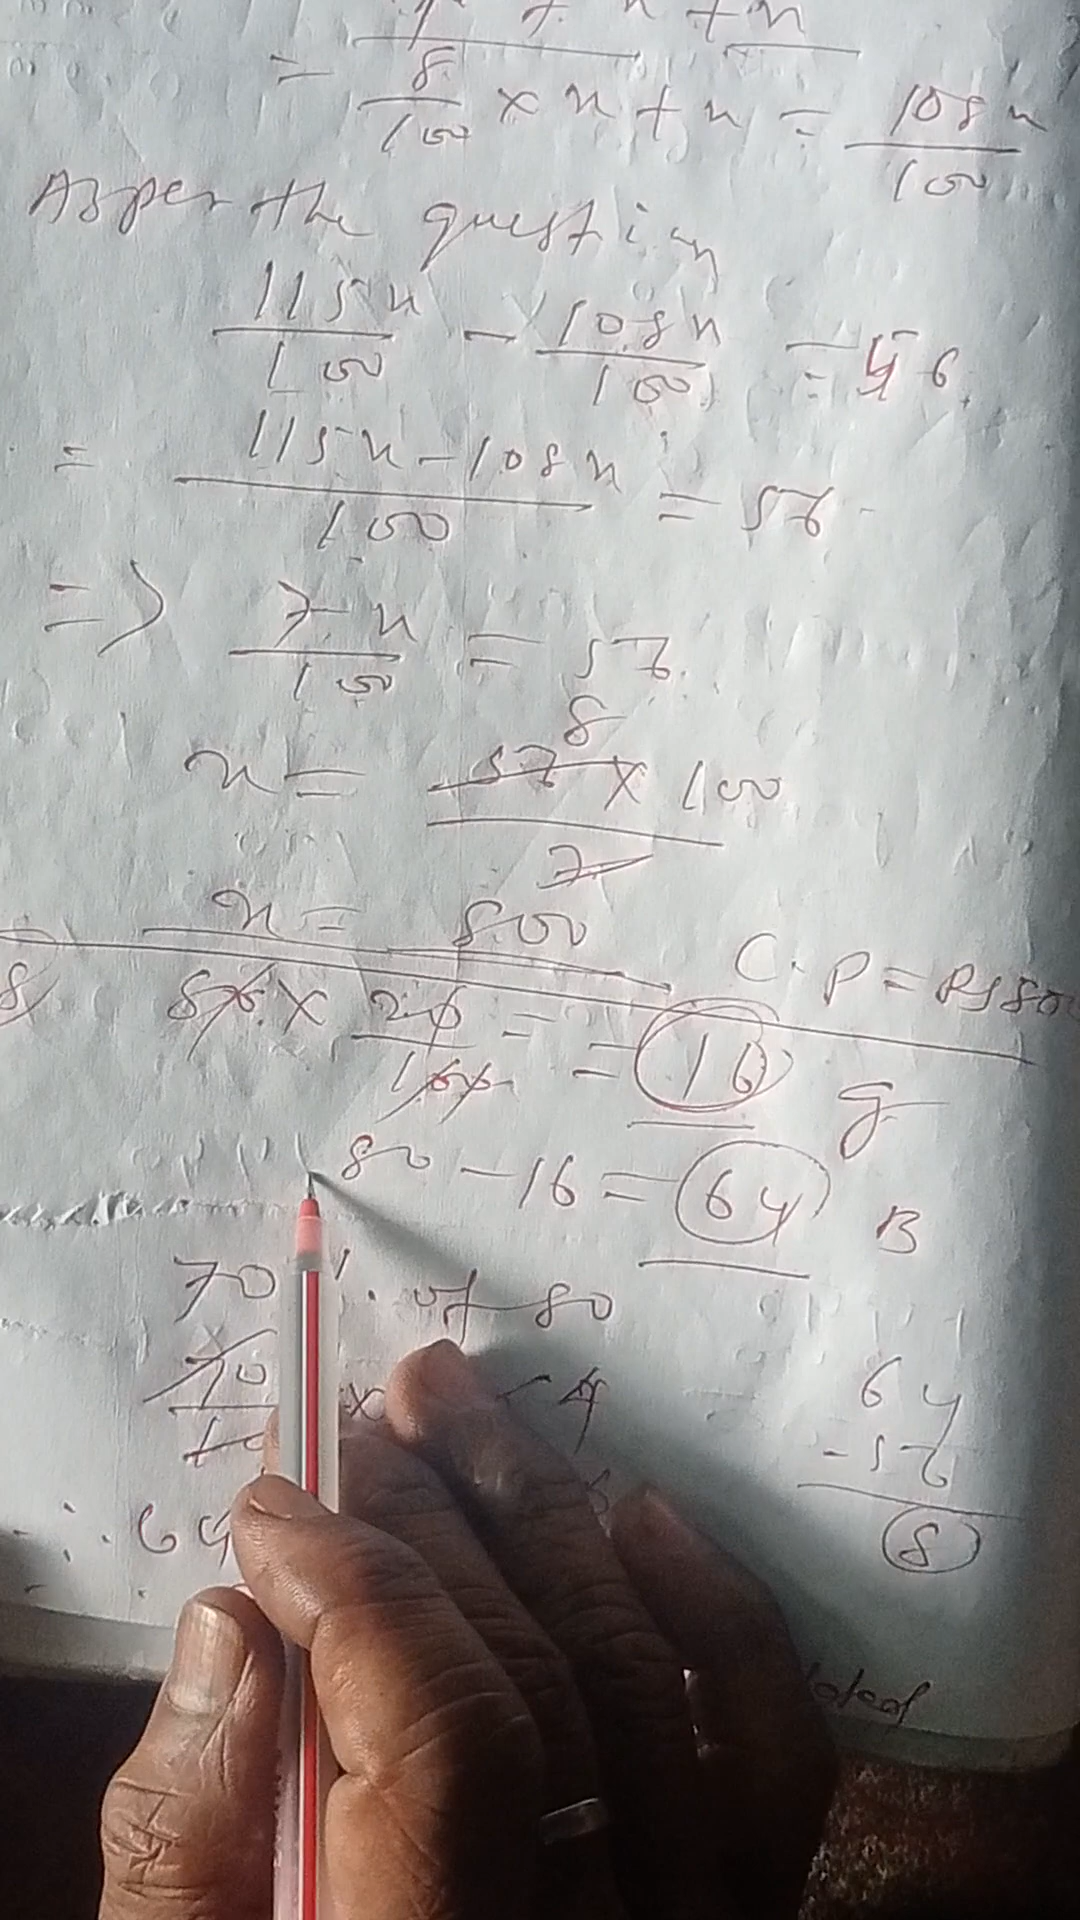 = 8/100 × x + x = 108x/100
As per the question
115x/100 - 108x/100 = 56
= 115x - 108x/100 = 56
=> 7x/100 = 56
8
x = 56 × 100/7
x = 800
C.P = RS 800
8) 80 × 20/100 = = 16 g
80 - 16 = 64 B
70 % of 80
64
- 56
8
∴ 64